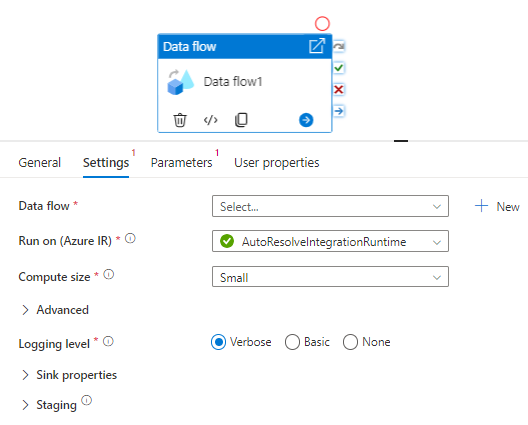 Data flow
Data flow1
General Settings 1 Parameters 1 User properties
Data flow * Select... + New
Run on (Azure IR) * AutoResolveIntegrationRuntime
Compute size * Small
Advanced
Logging level * Verbose Basic None
Sink properties
Staging